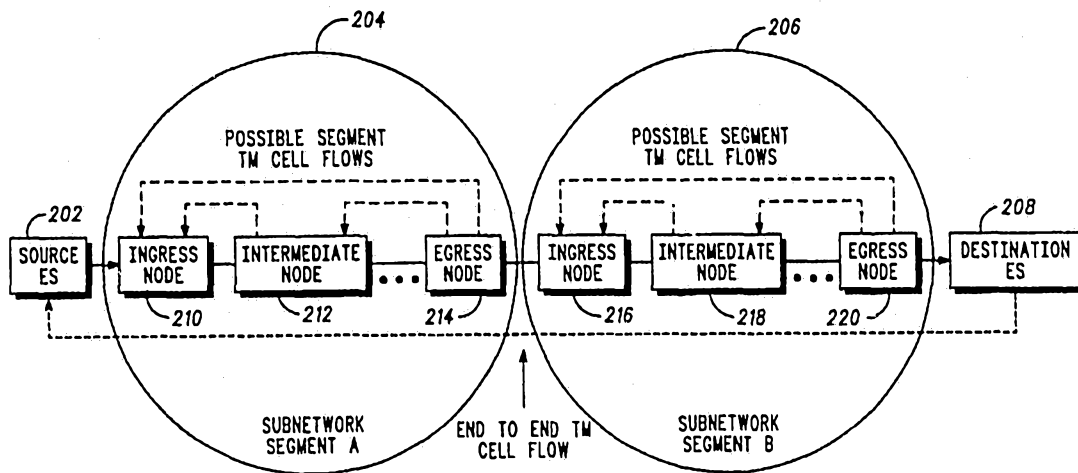 204
206
POSSIBLE SEGMENT
TM CELL FLOWS
POSSIBLE SEGMENT
TM CELL FLOWS
202
208
SOURCE
ES
INGRESS
NODE
INTERMEDIATE
NODE
EGRESS
NODE
INGRESS
NODE
INTERMEDIATE
NODE
EGRESS
NODE
DESTINATION
ES
210
212
214
216
218
220
SUBNETWORK
SEGMENT A
END TO END TM
CELL FLOW
SUBNETWORK
SEGMENT B